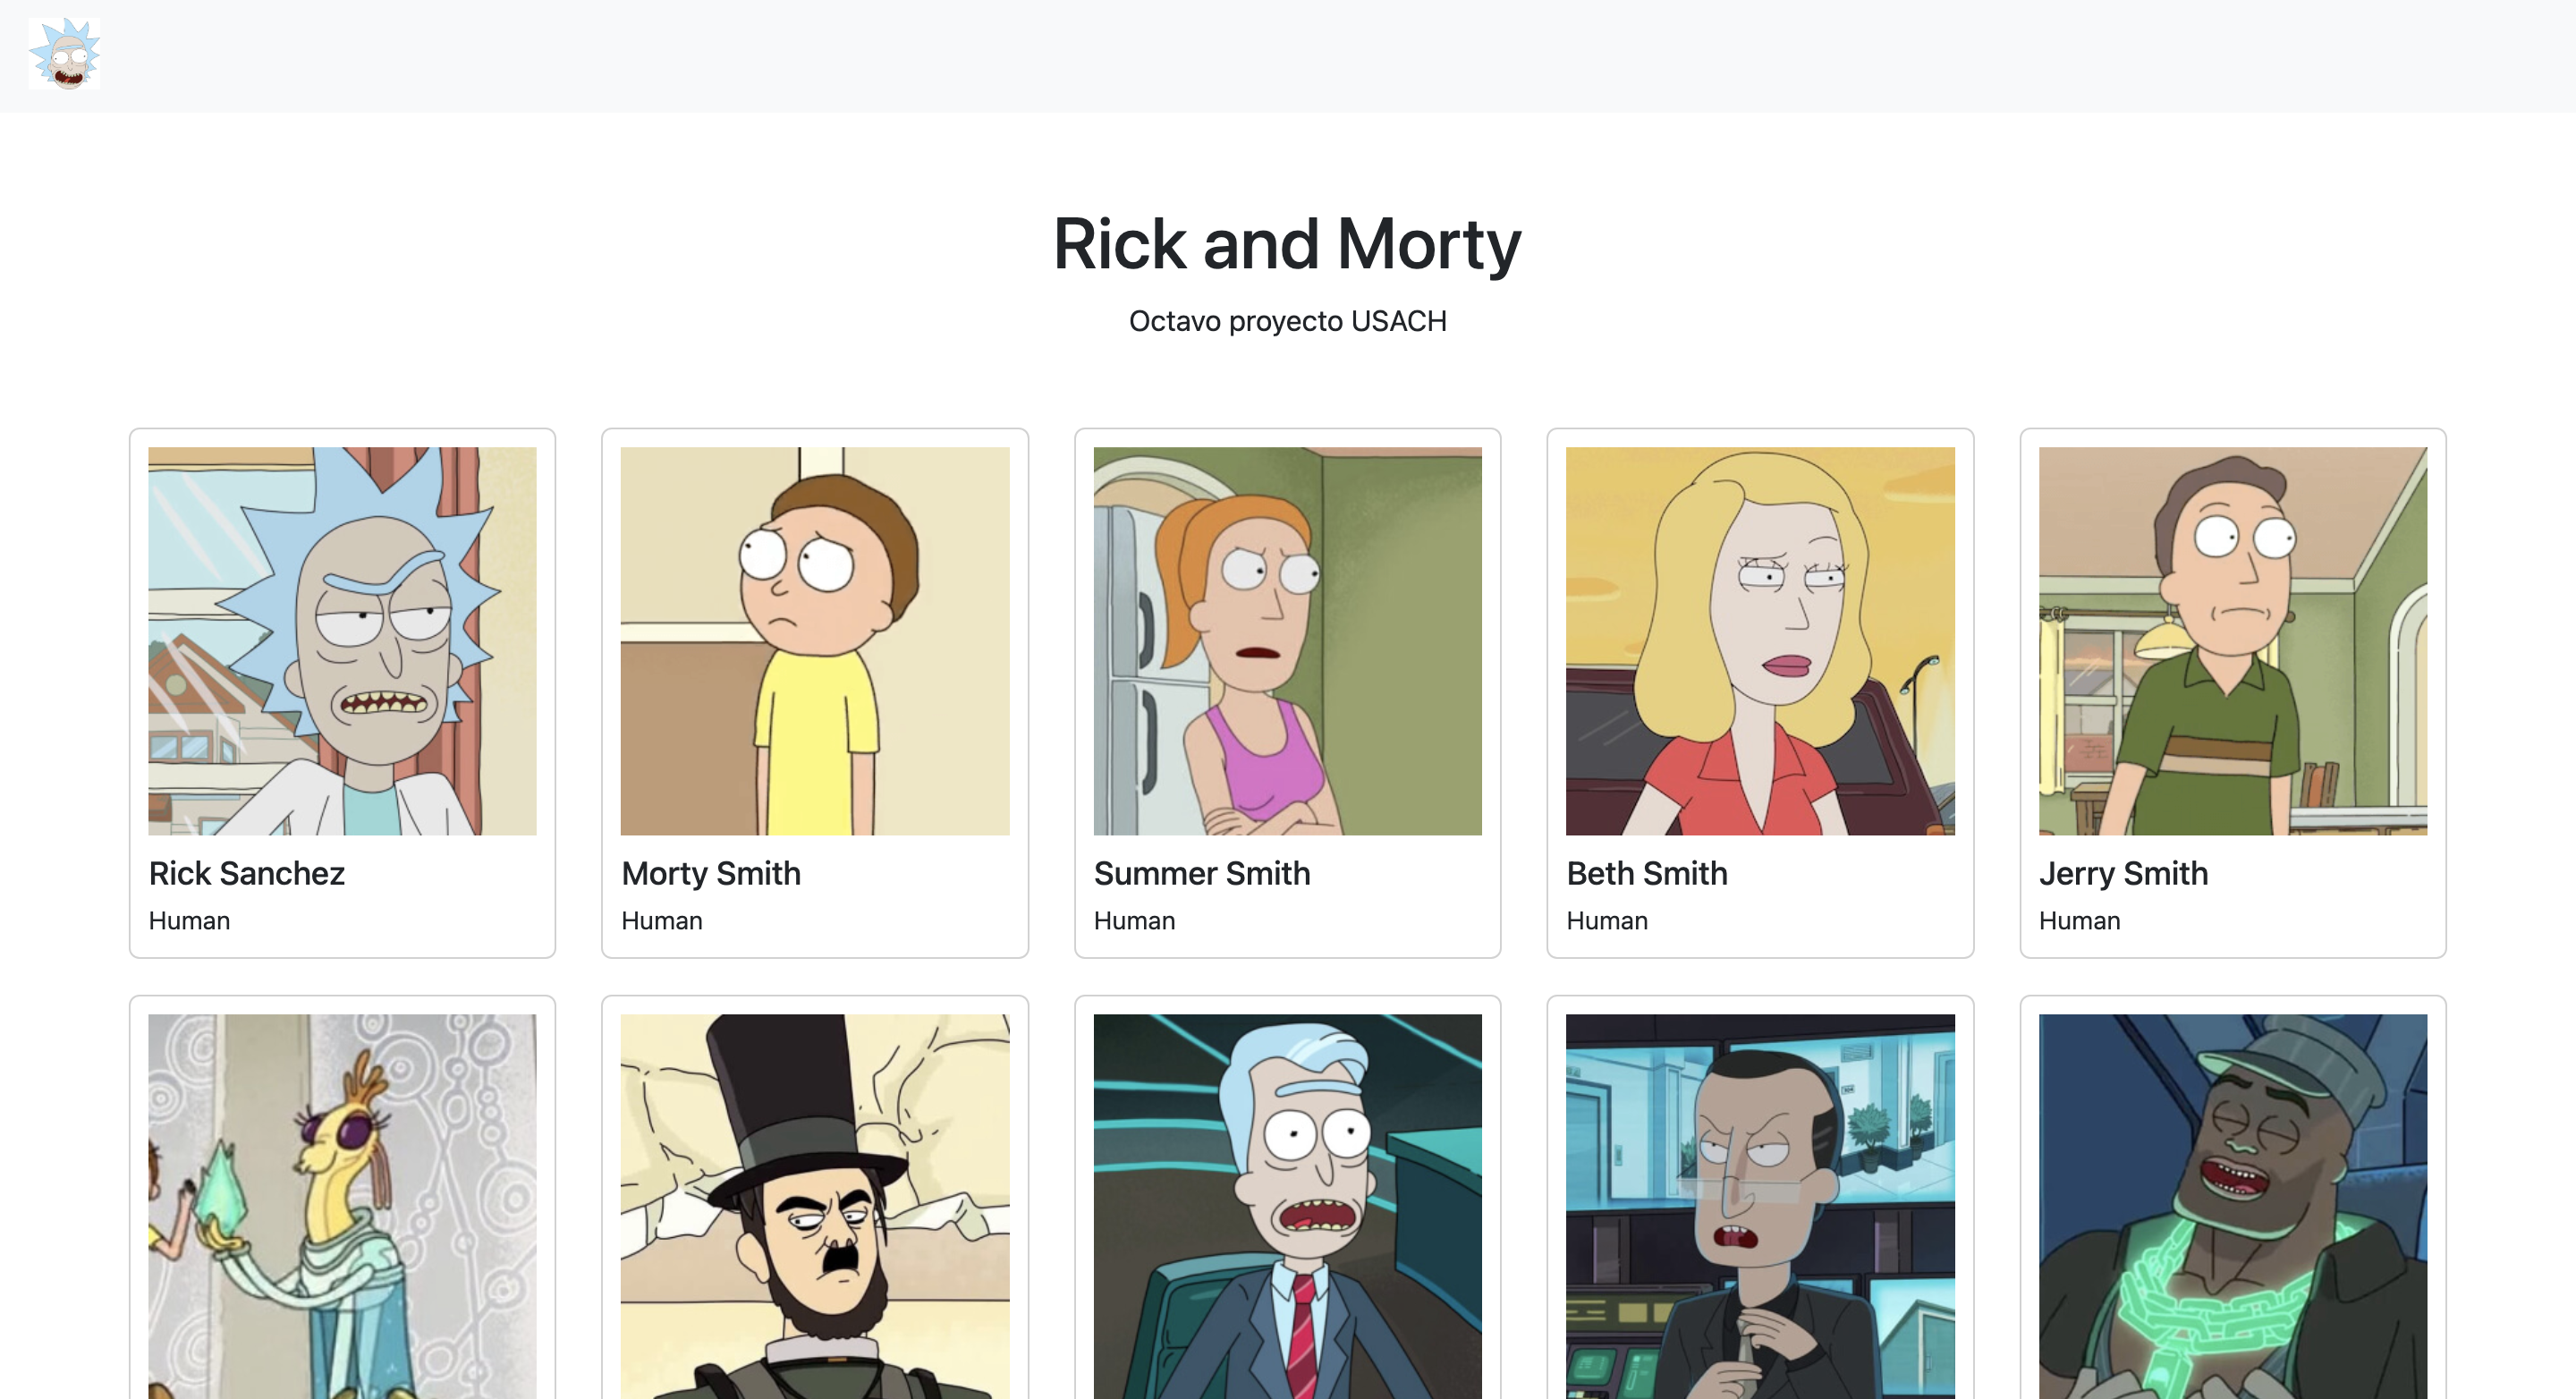 Rick and Morty
Octavo proyecto USACH
Rick Sanchez
Human
Morty Smith
Human
Summer Smith
Human
Beth Smith
Human
Jerry Smith
Human